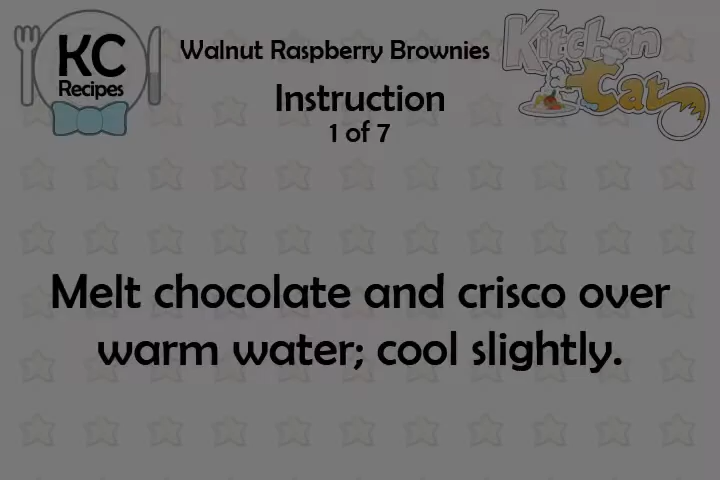 KC
Recipes
Walnut Raspberry Brownies
Kitchen
Cat
Instruction
1 of 7
Melt chocolate and crisco over
warm water; cool slightly.